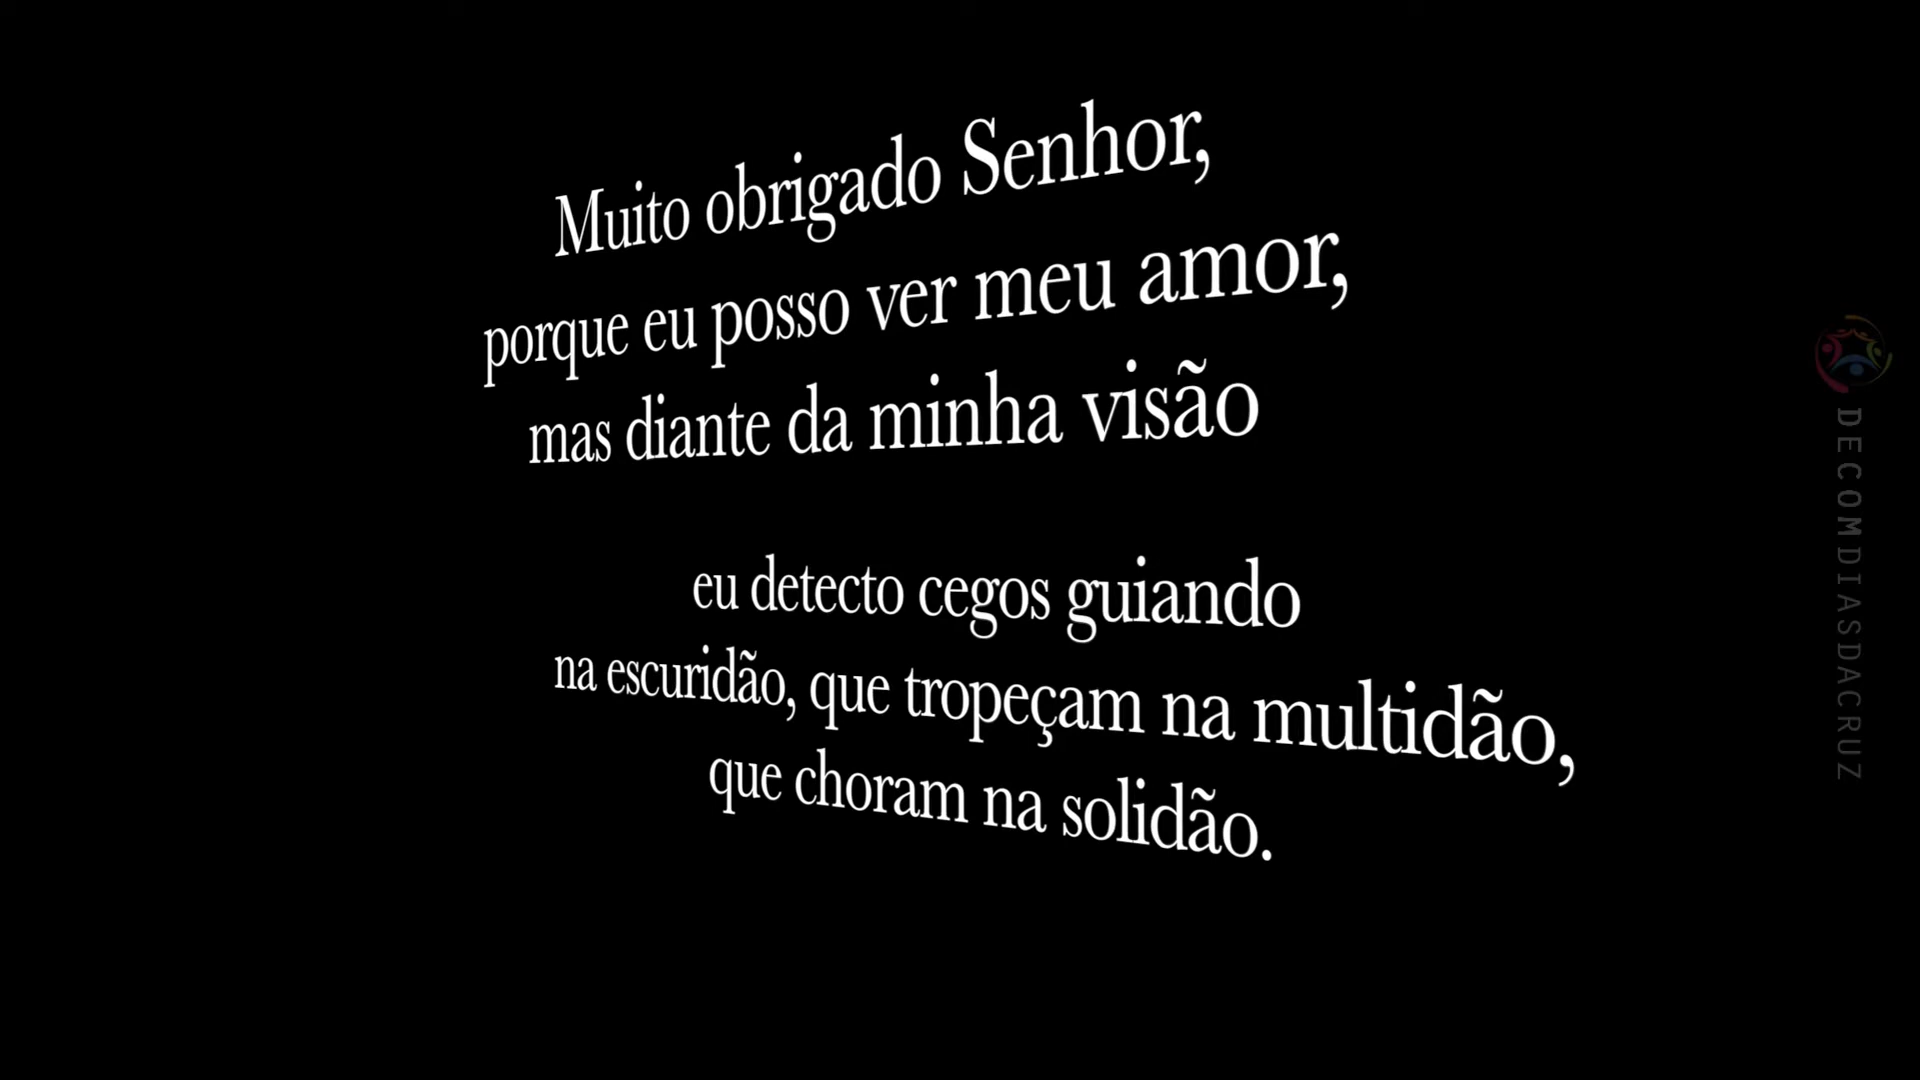 Muito obrigado Senhor,
porque eu posso ver meu amor,
mas diante da minha visão
eu detecto cegos guiando
na escuridão, que tropeçam na multidão,
que choram na solidão.
DECOMDIASDACRUZ